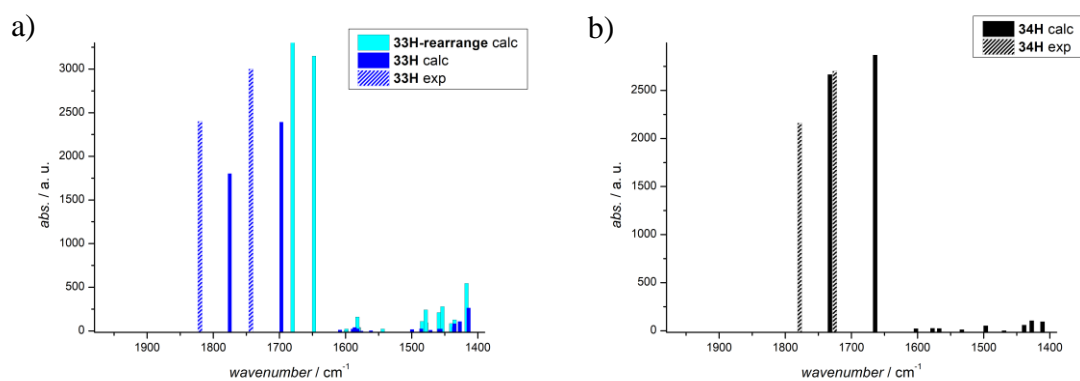 a)
33H-rearrange calc
33H calc
33H exp
abs. / a. u.
3000
2500
2000
1500
1000
500
0
1900 1800 1700 1600 1500 1400
wavenumber / cm-1
b)
34H calc
34H exp
abs. / a. u.
2500
2000
1500
1000
500
0
1900 1800 1700 1600 1500 1400
wavenumber / cm-1